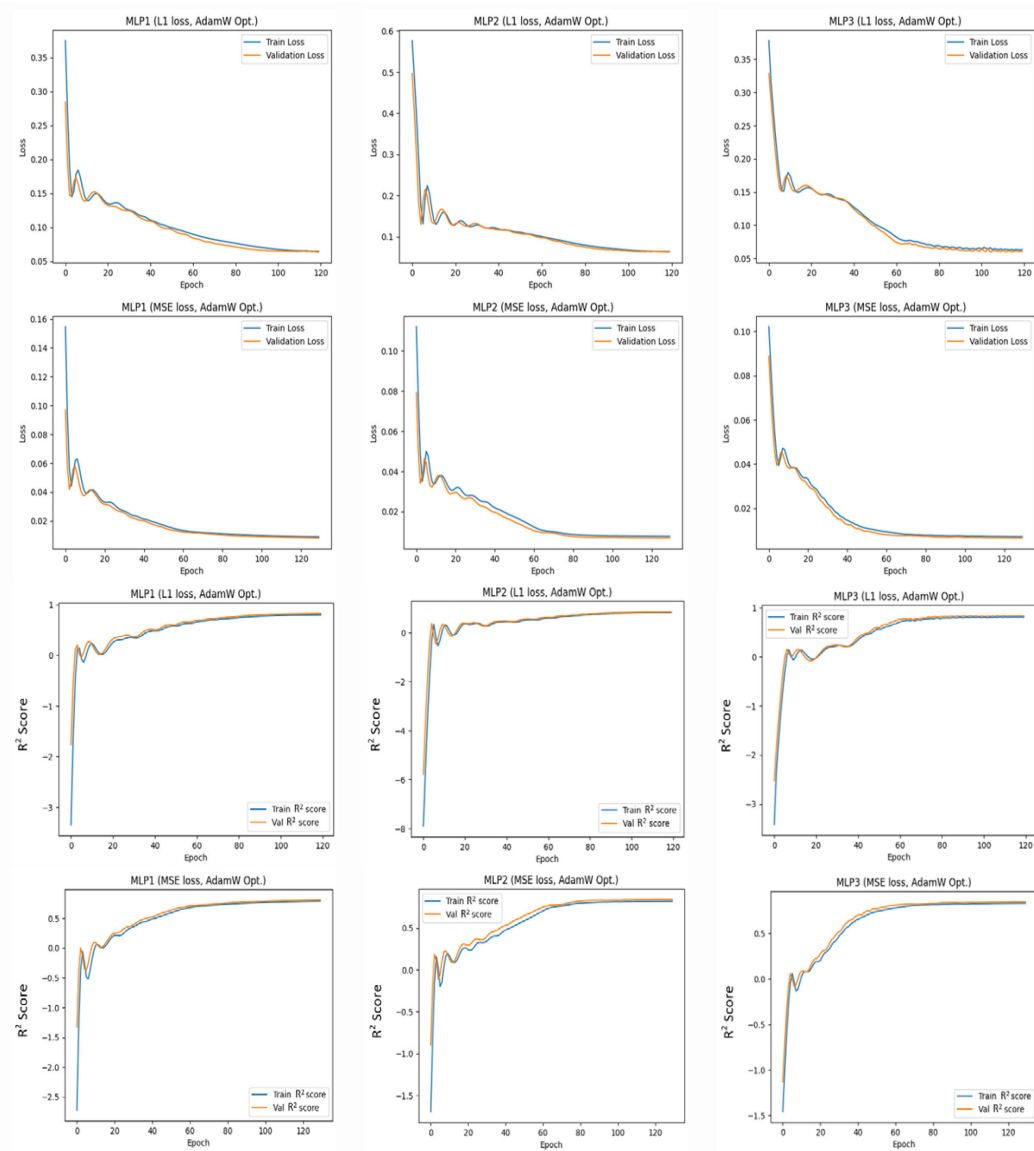 MLP1 (L1 loss, AdamW Opt.)
Train Loss
Validation Loss
0.35
0.30
0.25
0.20
0.15
0.10
0.05
Loss
0 20 40 60 80 100 120
Epoch
MLP2 (L1 loss, AdamW Opt.)
Train Loss
Validation Loss
0.6
0.5
0.4
0.3
0.2
0.1
Loss
0 20 40 60 80 100 120
Epoch
MLP3 (L1 loss, AdamW Opt.)
Train Loss
Validation Loss
0.35
0.30
0.25
0.20
0.15
0.10
0.05
Loss
0 20 40 60 80 100 120
Epoch
MLP1 (MSE loss, AdamW Opt.)
Train Loss
Validation Loss
0.16
0.14
0.12
0.10
0.08
0.06
0.04
0.02
Loss
0 20 40 60 80 100 120
Epoch
MLP2 (MSE loss, AdamW Opt.)
Train Loss
Validation Loss
0.10
0.08
0.06
0.04
0.02
Loss
0 20 40 60 80 100 120
Epoch
MLP3 (MSE loss, AdamW Opt.)
Train Loss
Validation Loss
0.10
0.08
0.06
0.04
0.02
Loss
0 20 40 60 80 100 120
Epoch
MLP1 (L1 loss, AdamW Opt.)
1
0
−1
−2
−3
R² Score
Train R² score
Val R² score
0 20 40 60 80 100 120
Epoch
MLP2 (L1 loss, AdamW Opt.)
0
−2
−4
−6
−8
R² Score
Train R² score
Val R² score
0 20 40 60 80 100 120
Epoch
MLP3 (L1 loss, AdamW Opt.)
Train R² score
Val R² score
1
0
−1
−2
−3
R² Score
0 20 40 60 80 100 120
Epoch
MLP1 (MSE loss, AdamW Opt.)
0.5
0.0
−0.5
−1.0
−1.5
−2.0
−2.5
R² Score
Train R² score
Val R² score
0 20 40 60 80 100 120
Epoch
MLP2 (MSE loss, AdamW Opt.)
Train R² score
Val R² score
0.5
0.0
−0.5
−1.0
−1.5
R² Score
0 20 40 60 80 100 120
Epoch
MLP3 (MSE loss, AdamW Opt.)
0.5
0.0
−0.5
−1.0
−1.5
R² Score
Train R² score
Val R² score
0 20 40 60 80 100 120
Epoch